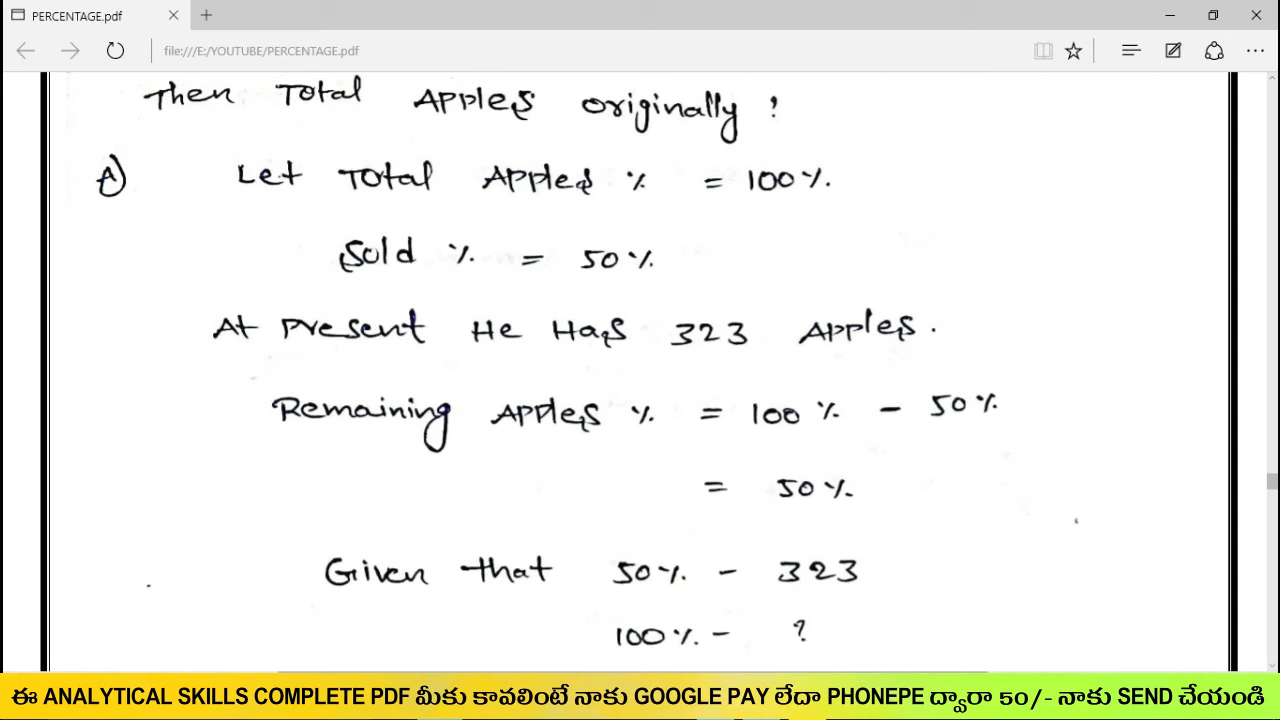 PERCENTAGE.pdf
file:///E:/YOUTUBE/PERCENTAGE.pdf
Then Total Apples originally ?
A) Let Total Apples % = 100%.
Sold % = 50%
At present He Has 323 Apples.
Remaining Apples % = 100% - 50%
= 50%
Given that 50% - 323
100% - ?
ఈ ANALYTICAL SKILLS COMPLETE PDF మీకు కావలింటే నాకు GOOGLE PAY లేదా PHONEPE ద్వారా 50/- నాకు SEND చేయండి